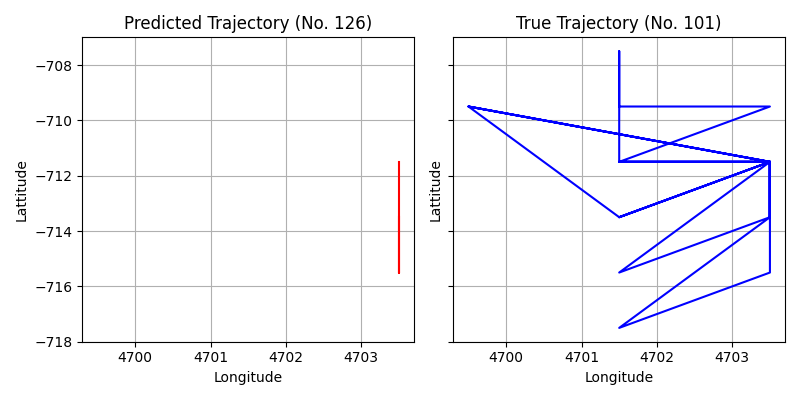 Predicted Trajectory (No. 126)
−708
−710
−712
−714
−716
−718
Lattitude
4700
4701
4702
4703
Longitude
True Trajectory (No. 101)
Lattitude
4700
4701
4702
4703
Longitude